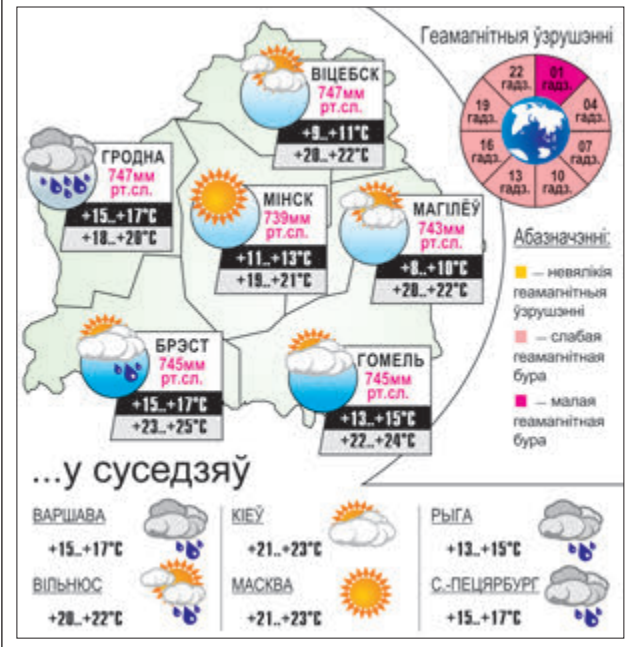 Геамагнітныя ўзрушэнні
22 гадз.
01 гадз.
04 гадз.
07 гадз.
10 гадз.
13 гадз.
16 гадз.
19 гадз.
ВІЦЕБСК
747мм
рт.сл.
+9..+11°C
+20..+22°C
ГРОДНА
747мм
рт.сл.
+15..+17°C
+18..+20°C
МІНСК
739мм
рт.сл.
+11..+13°C
+19..+21°C
МАГІЛЁЎ
743мм
рт.сл.
+8..+10°C
+20..+22°C
Абазначэнні:
– невялікія
геамагнітныя
ўзрушэнні
– слабая
геамагнітная
бура
– малая
геамагнітная
бура
БРЭСТ
745мм
рт.сл.
+15..+17°C
+23..+25°C
ГОМЕЛЬ
745мм
рт.сл.
+13..+15°C
+22..+24°C
...у суседзяў
ВАРШАВА
+15..+17°C
КІЕЎ
+21..+23°C
РЫГА
+13..+15°C
ВІЛЬНЮС
+20..+22°C
МАСКВА
+21..+23°C
С.-ПЕЦЯРБУРГ
+15..+17°C